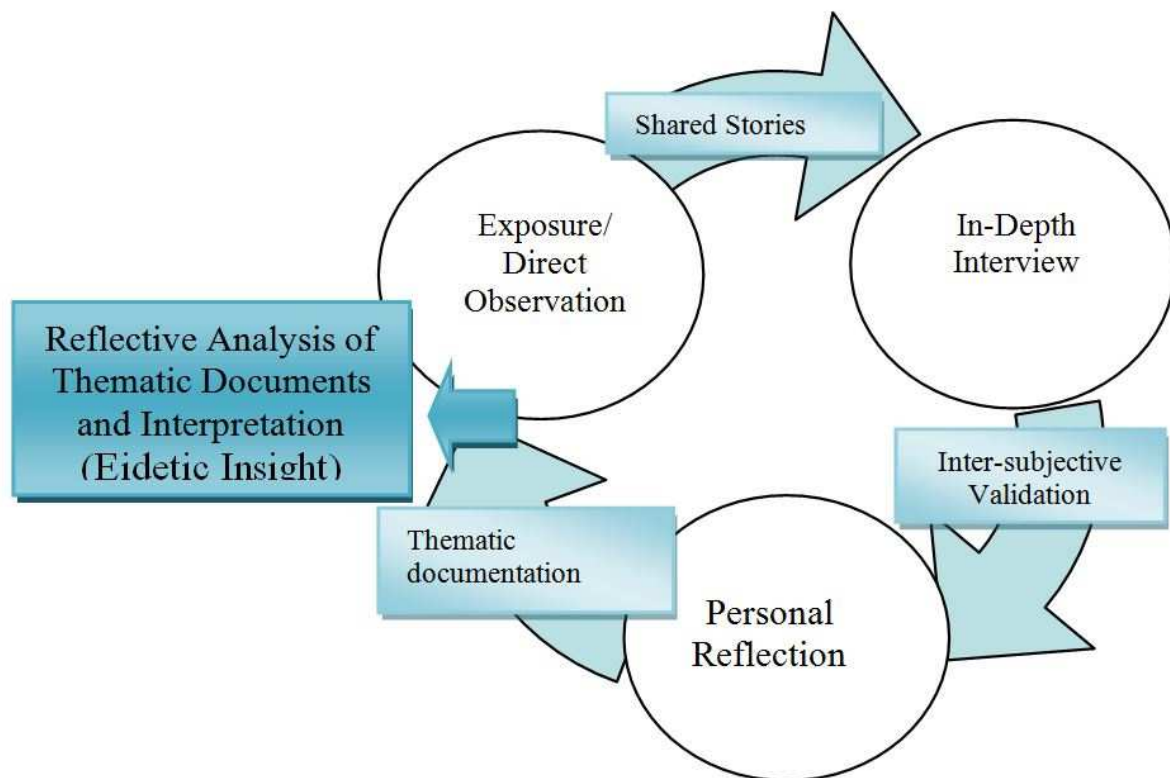 Shared Stories
Exposure/
Direct
Observation
In-Depth
Interview
Reflective Analysis of
Thematic Documents
and Interpretation
(Eidetic Insight)
Inter-subjective
Validation
Thematic
documentation
Personal
Reflection